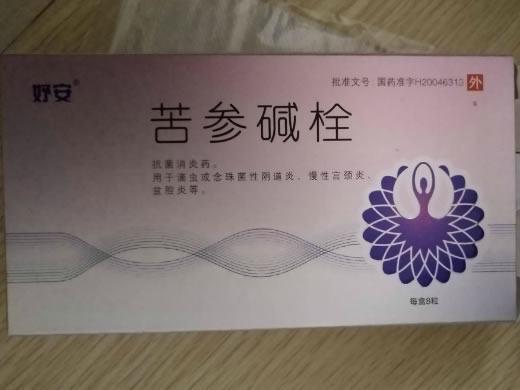 妤安®
批准文号:国药准字H20046313 外
苦参碱栓
抗菌消炎药。
用于滴虫或念珠菌性阴道炎、慢性宫颈炎、
盆腔炎等。
每盒8粒